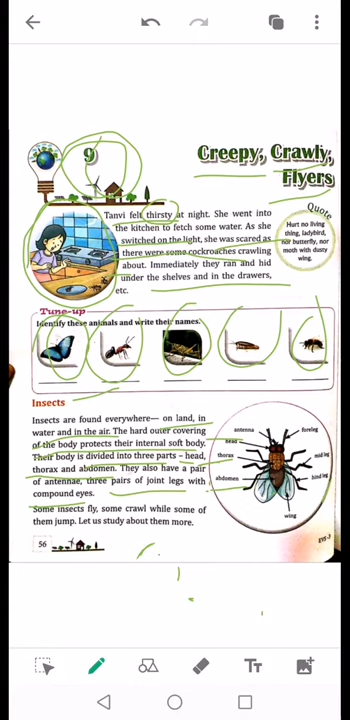 9
Creepy, Crawly,
Flyers
Quote
Hurt no living
thing, ladybird,
nor butterfly, nor
moth with dusty
wing.
Tanvi felt thirsty at night. She went into
the kitchen to fetch some water. As she
switched on the light, she was scared as
there were some cockroaches crawling
about. Immediately they ran and hid
under the shelves and in the drawers,
etc.
Tune-up
Identify these animals and write their names.
Insects
Insects are found everywhere— on land, in
water and in the air. The hard outer covering
of the body protects their internal soft body.
Their body is divided into three parts – head,
thorax and abdomen. They also have a pair
of antennae, three pairs of joint legs with
compound eyes.
Some insects fly, some crawl while some of
them jump. Let us study about them more.
antenna
foreleg
head
thorax
mid leg
abdomen
hind leg
wing
56
EVS-3
TT